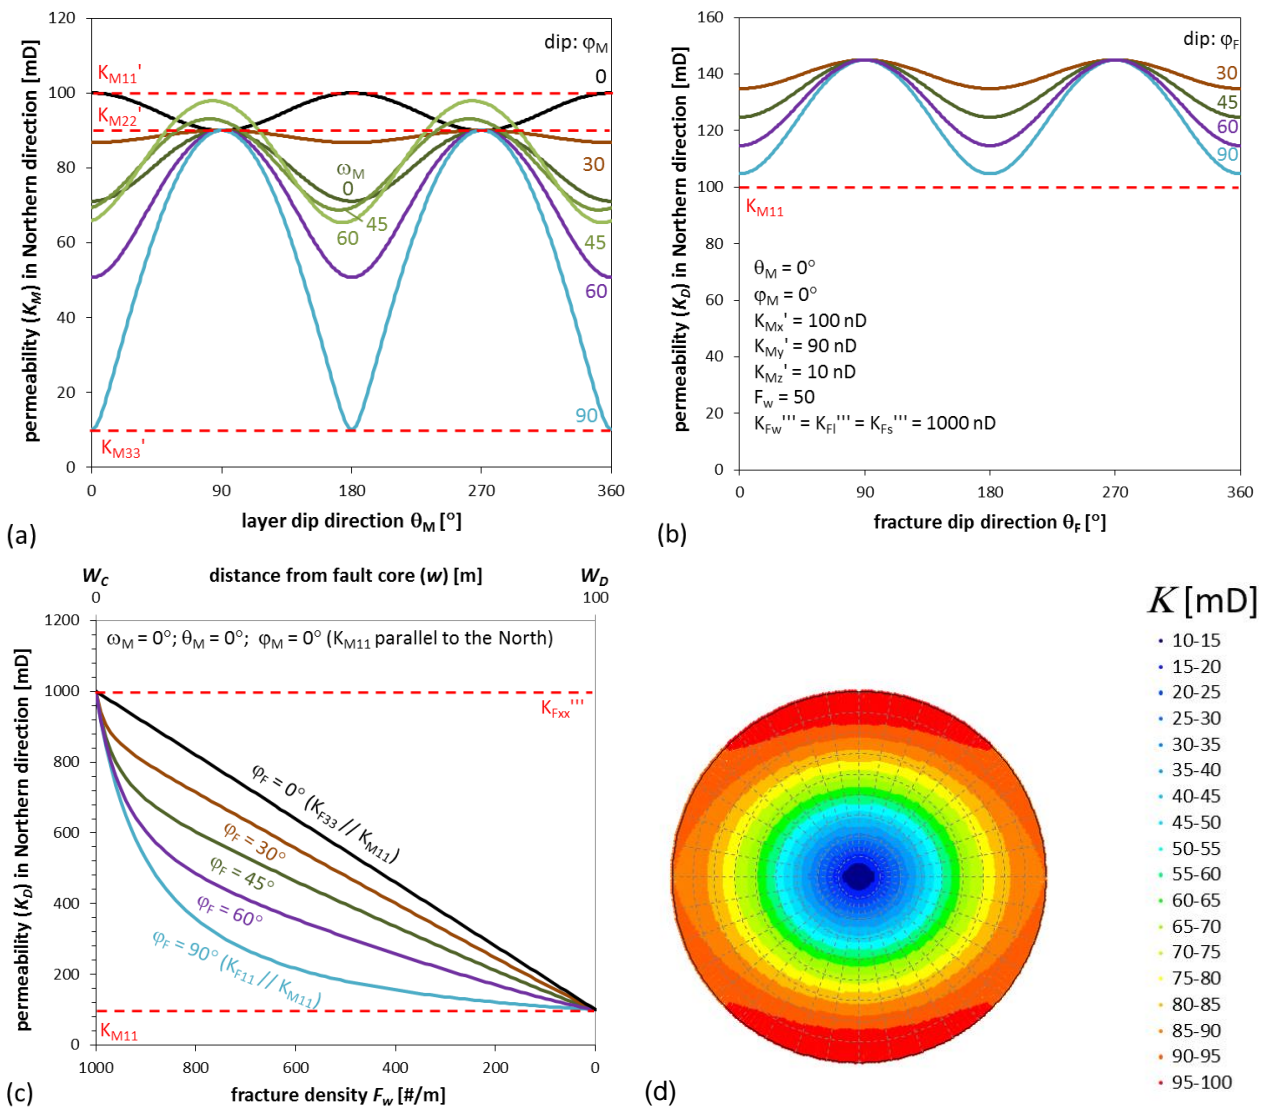 permeability (K_M) in Northern direction [mD]
120
100
80
60
40
20
0
dip: φ_M
0
K_M11'
K_M22'
30
ω_M
0
45
60
45
60
90
K_M33'
0 90 180 270 360
layer dip direction θ_M [°]
(a)
permeability (K_D) in Northern direction [mD]
160
140
120
100
80
60
40
20
0
dip: φ_F
30
45
60
90
K_M11
θ_M = 0°
φ_M = 0°
K_Mx' = 100 nD
K_My' = 90 nD
K_Mz' = 10 nD
F_w = 50
K_Fw''' = K_Fl''' = K_Fs''' = 1000 nD
0 90 180 270 360
fracture dip direction θ_F [°]
(b)
W_C distance from fault core (w) [m] W_D
0 100
permeability (K_D) in Northern direction [mD]
1200
1000
800
600
400
200
0
ω_M = 0°; θ_M = 0°; φ_M = 0° (K_M11 parallel to the North)
K_Fxx'''
φ_F = 0° (K_F33 // K_M11)
φ_F = 30°
φ_F = 45°
φ_F = 60°
φ_F = 90° (K_F11 // K_M11)
K_M11
1000 800 600 400 200 0
fracture density F_w [#/m]
(c)
K [mD]
10-15
15-20
20-25
25-30
30-35
35-40
40-45
45-50
50-55
55-60
60-65
65-70
70-75
75-80
80-85
85-90
90-95
95-100
(d)